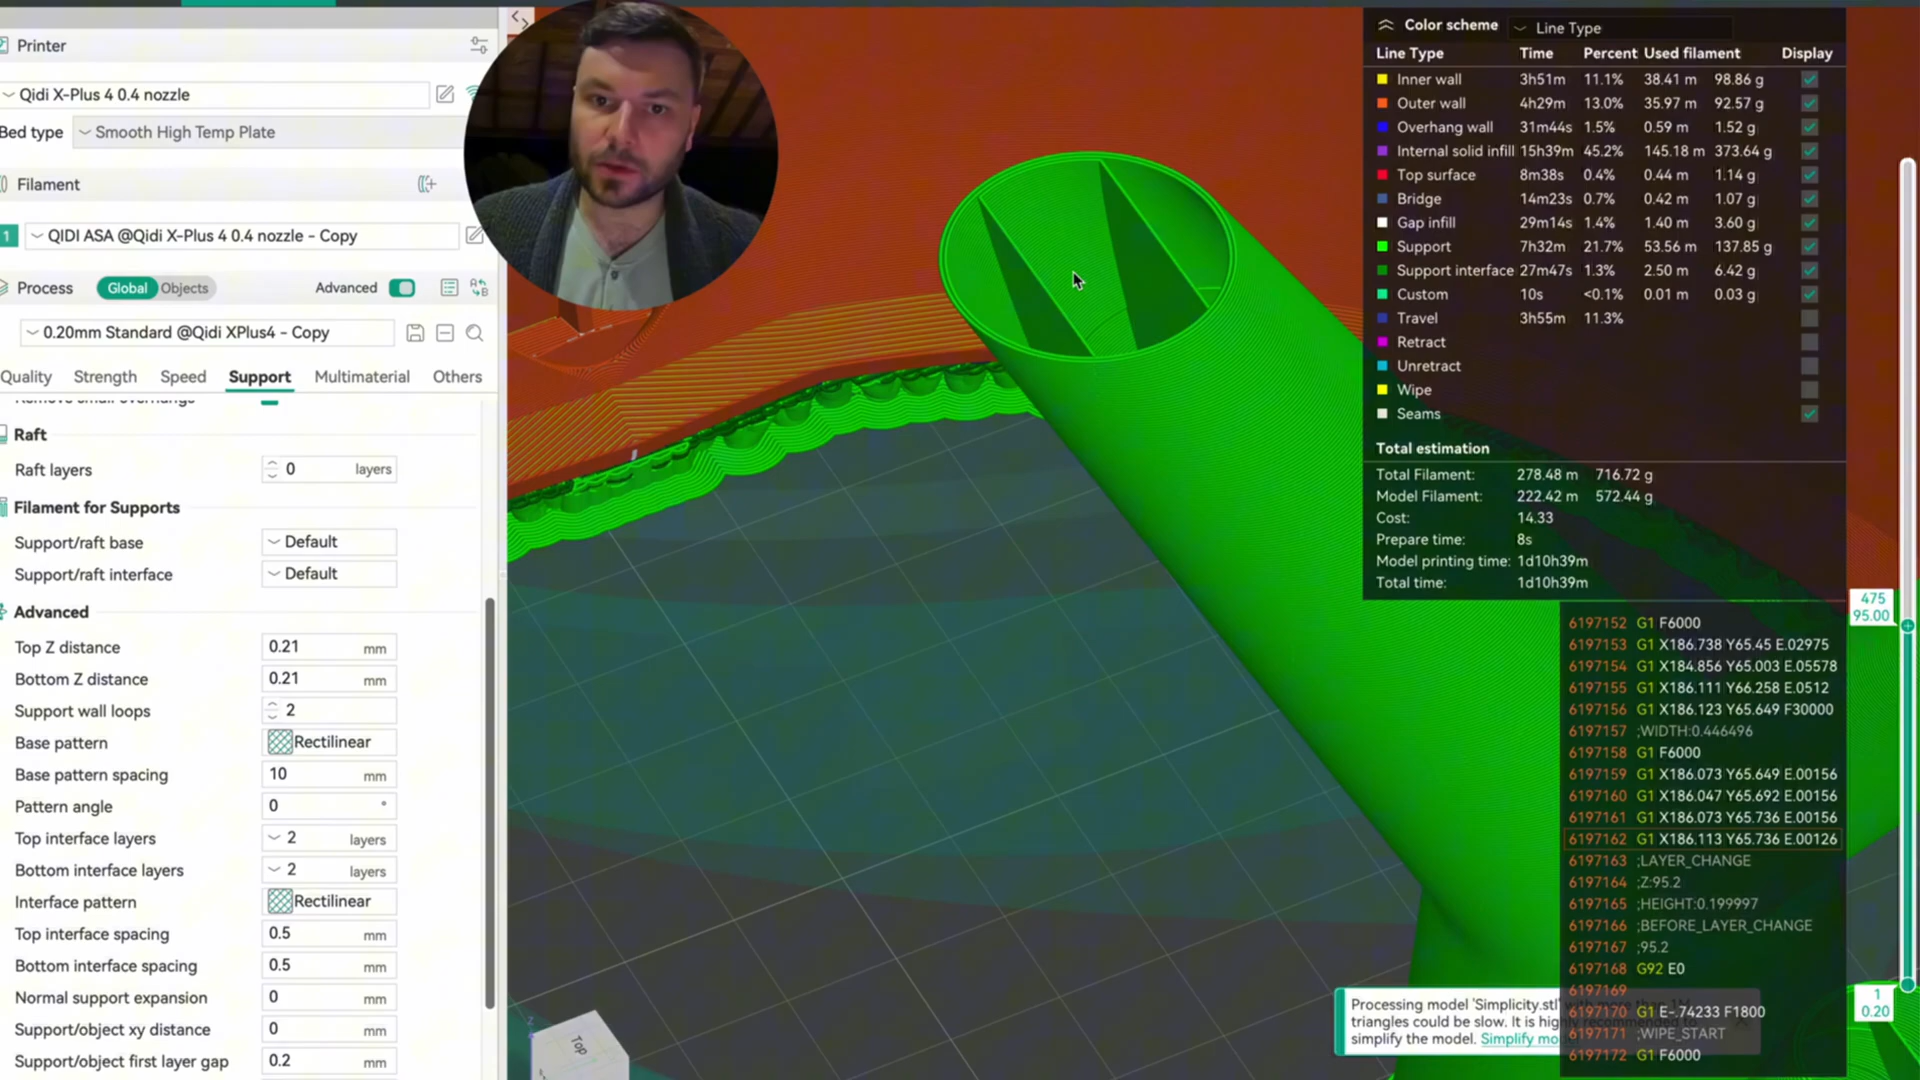 Printer
Qidi X-Plus 4 0.4 nozzle
Bed type
Smooth High Temp Plate
Filament
1
QIDI ASA @Qidi X-Plus 4 0.4 nozzle - Copy
Process
Global
Objects
Advanced
0.20mm Standard @Qidi XPlus4 - Copy
Quality
Strength
Speed
Support
Multimaterial
Others
Remove small overhangs
Raft
Raft layers
0
layers
Filament for Supports
Support/raft base
Default
Support/raft interface
Default
Advanced
Top Z distance
0.21
mm
Bottom Z distance
0.21
mm
Support wall loops
2
Base pattern
Rectilinear
Base pattern spacing
10
mm
Pattern angle
0
°
Top interface layers
2
layers
Bottom interface layers
2
layers
Interface pattern
Rectilinear
Top interface spacing
0.5
mm
Bottom interface spacing
0.5
mm
Normal support expansion
0
mm
Support/object xy distance
0
mm
Support/object first layer gap
0.2
mm
Top
Color scheme
Line Type
Line Type Time Percent Used filament Display
Inner wall 3h51m 11.1% 38.41 m 98.86 g
Outer wall 4h29m 13.0% 35.97 m 92.57 g
Overhang wall 31m44s 1.5% 0.59 m 1.52 g
Internal solid infill 15h39m 45.2% 145.18 m 373.64 g
Top surface 8m38s 0.4% 0.44 m 1.14 g
Bridge 14m23s 0.7% 0.42 m 1.07 g
Gap infill 29m14s 1.4% 1.40 m 3.60 g
Support 7h32m 21.7% 53.56 m 137.85 g
Support interface 27m47s 1.3% 2.50 m 6.42 g
Custom 10s <0.1% 0.01 m 0.03 g
Travel 3h55m 11.3%
Retract
Unretract
Wipe
Seams
Total estimation
Total Filament: 278.48 m 716.72 g
Model Filament: 222.42 m 572.44 g
Cost: 14.33
Prepare time: 8s
Model printing time: 1d10h39m
Total time: 1d10h39m
475
95.00
6197152 G1 F6000
6197153 G1 X186.738 Y65.45 E.02975
6197154 G1 X184.856 Y65.003 E.05578
6197155 G1 X186.111 Y66.258 E.0512
6197156 G1 X186.123 Y65.649 F30000
6197157 ;WIDTH:0.446496
6197158 G1 F6000
6197159 G1 X186.073 Y65.649 E.00156
6197160 G1 X186.047 Y65.692 E.00156
6197161 G1 X186.073 Y65.736 E.00156
6197162 G1 X186.113 Y65.736 E.00126
6197163 ;LAYER_CHANGE
6197164 ;Z:95.2
6197165 ;HEIGHT:0.199997
6197166 ;BEFORE_LAYER_CHANGE
6197167 ;95.2
6197168 G92 E0
6197169
6197170 G1 E-.74233 F1800
6197171 ;WIPE_START
6197172 G1 F6000
1
0.20
Processing model 'Simplicity.stl' with more than 1M
triangles could be slow. It is highly recommended to
simplify the model. Simplify mo